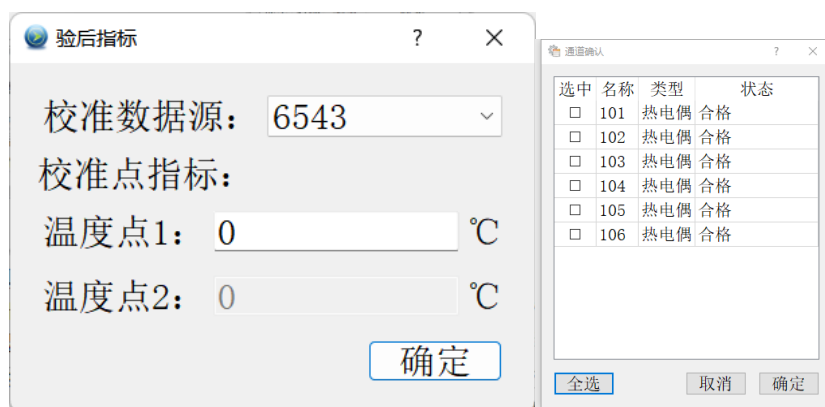 验后指标 ?
校准数据源： 6543
校准点指标：
温度点1： 0 ℃
温度点2： 0 ℃
确定
通道确认 ?
选中 名称 类型 状态
101 热电偶 合格
102 热电偶 合格
103 热电偶 合格
104 热电偶 合格
105 热电偶 合格
106 热电偶 合格
全选 取消 确定